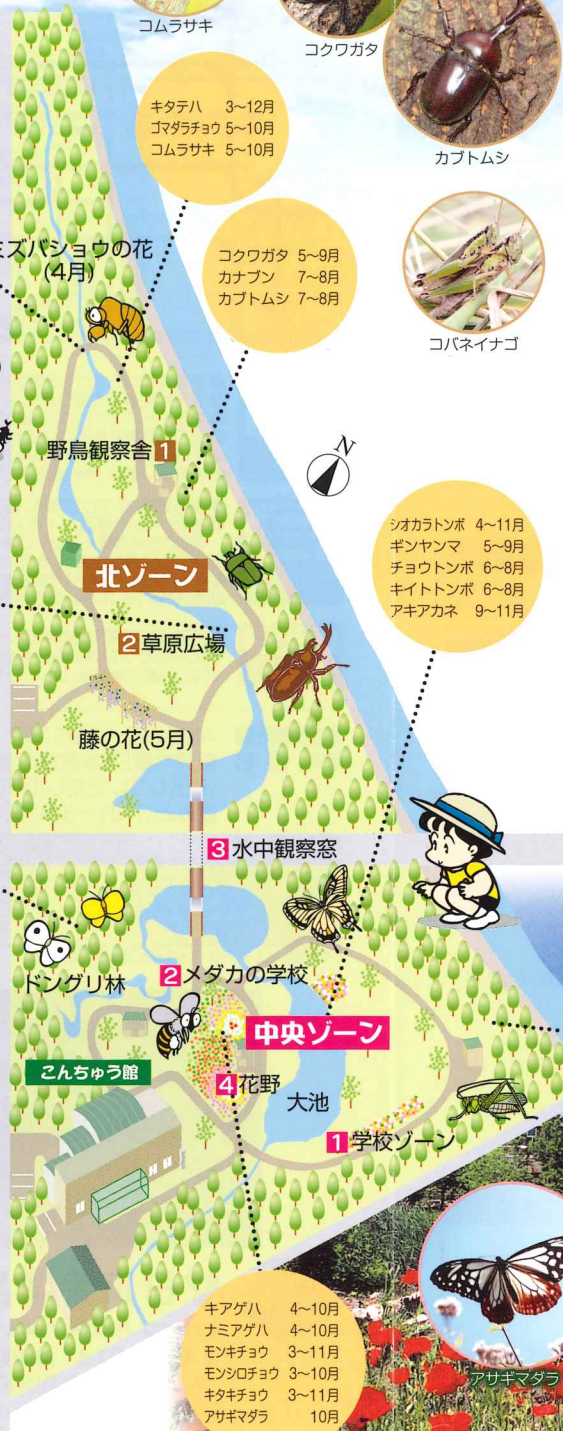 コムラサキ
コクワガタ
カブトムシ
キタテハ 3〜12月
ゴマダラチョウ 5〜10月
コムラサキ 5〜10月
ミズバショウの花
(4月)
コクワガタ 5〜9月
カナブン 7〜8月
カブトムシ 7〜8月
コバネイナゴ
N
野鳥観察舎 1
シオカラトンボ 4〜11月
ギンヤンマ 5〜9月
チョウトンボ 6〜8月
キイトトンボ 6〜8月
アキアカネ 9〜11月
北ゾーン
2 草原広場
藤の花(5月)
3 水中観察窓
ドングリ林
2 メダカの学校
中央ゾーン
こんちゅう館
4 花野
大池
1 学校ゾーン
キアゲハ 4〜10月
ナミアゲハ 4〜10月
モンキチョウ 3〜11月
モンシロチョウ 3〜10月
キタキチョウ 3〜11月
アサギマダラ 10月
アサギマダラ